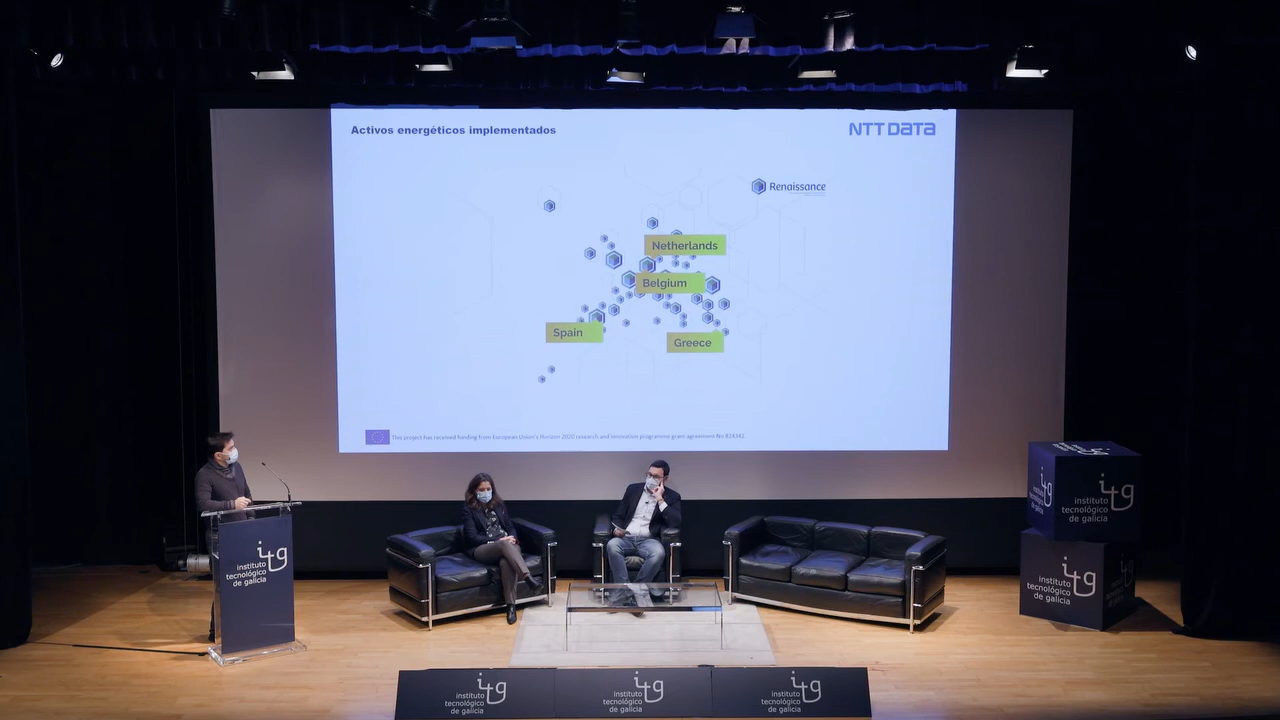 Activos energéticos implementados
NTT DATA
Renaissance
Netherlands
Belgium
Spain
Greece
This project has received funding from European Union's Horizon 2020 research and innovation programme grant agreement No 824342.
itg
instituto
tecnológico
de galicia
itg
itg
instituto
tecnológico
de galicia
itg
instituto
tecnológico
de galicia
itg
instituto
tecnológico
de galicia
itg
instituto
tecnológico
de galicia
itg
instituto
tecnológico
de galicia